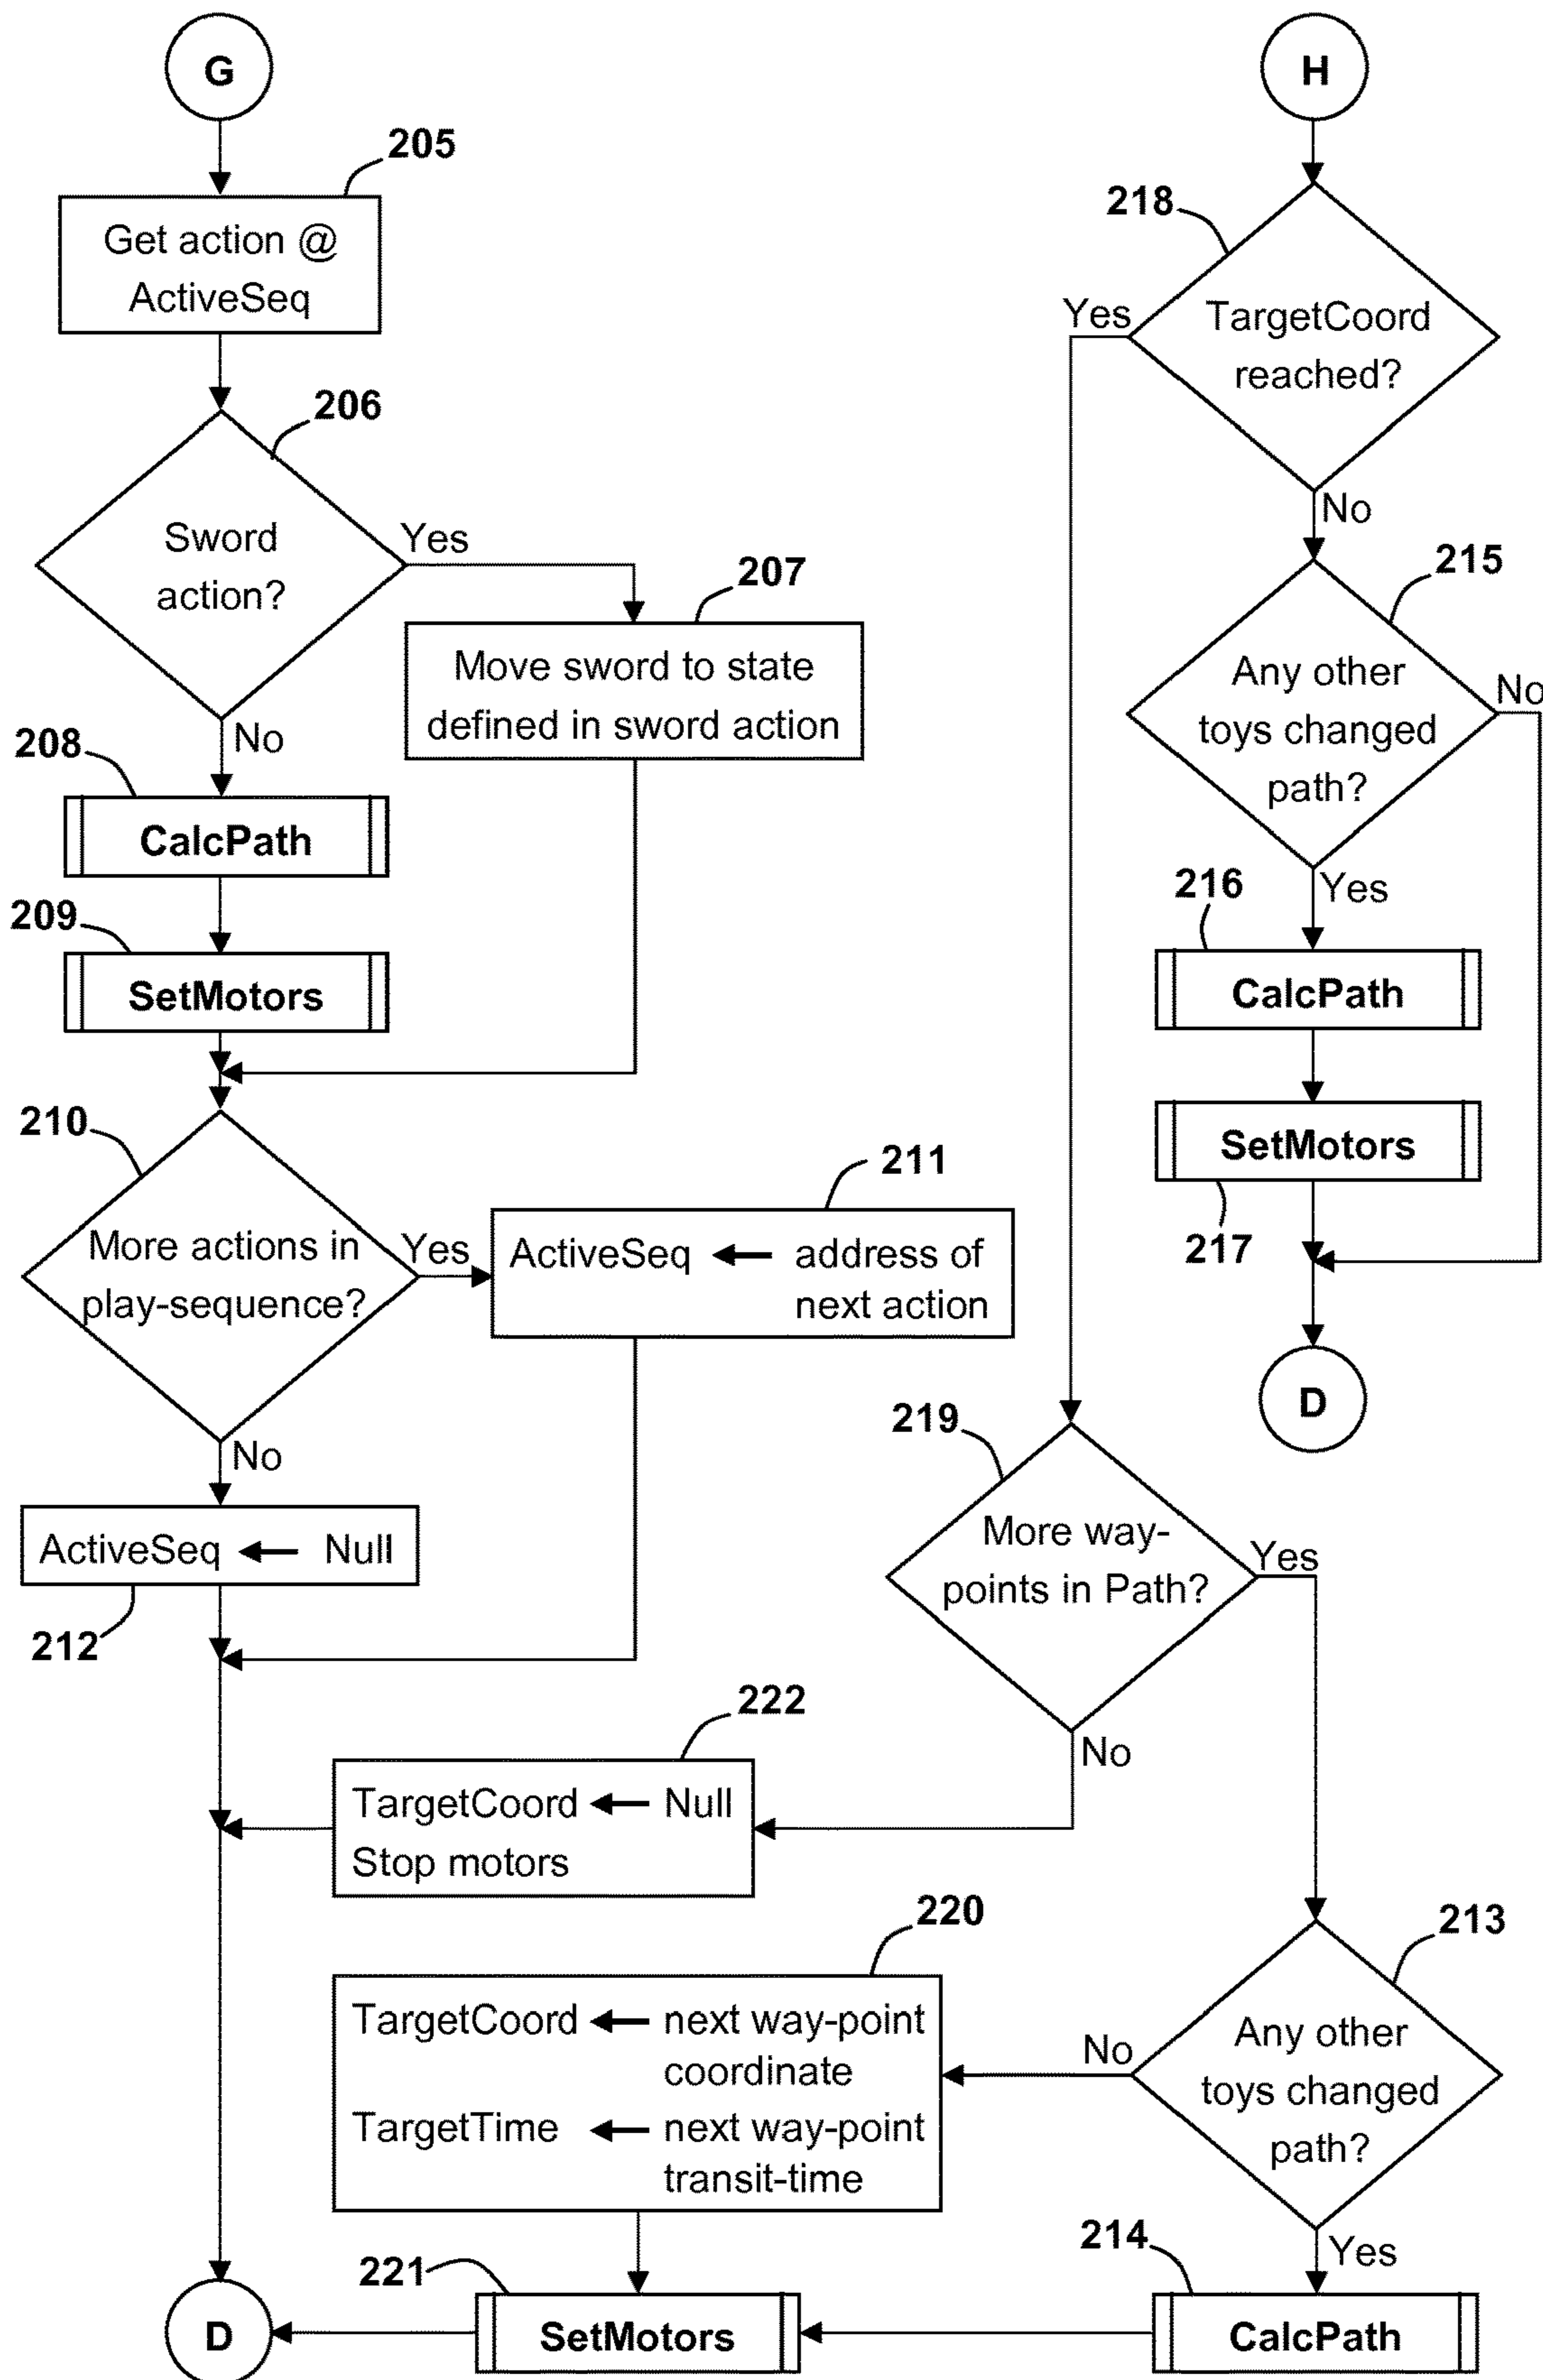 G
205
Get action @
ActiveSeq
206
Sword
action?
Yes
No
207
Move sword to state
defined in sword action
208
CalcPath
209
SetMotors
210
More actions in
play-sequence?
Yes
No
211
ActiveSeq ← address of
next action
ActiveSeq ← Null
212
H
218
TargetCoord
reached?
Yes
No
215
Any other
toys changed
path?
No
Yes
216
CalcPath
SetMotors
217
D
219
More way-
points in Path?
Yes
No
222
TargetCoord ← Null
Stop motors
213
Any other
toys changed
path?
No
Yes
220
TargetCoord ← next way-point
coordinate
TargetTime ← next way-point
transit-time
214
CalcPath
221
SetMotors
D